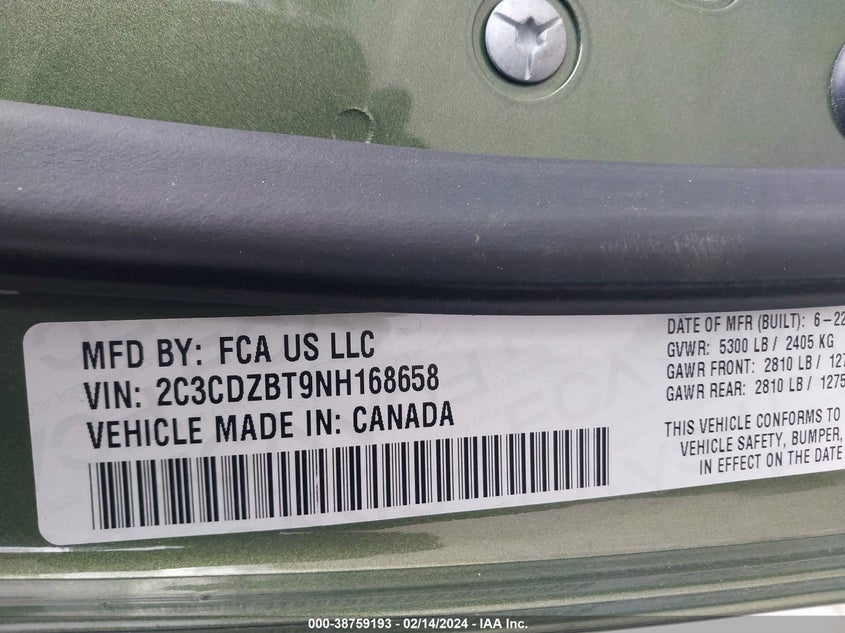 MFD BY: FCA US LLC
VIN: 2C3CDZBT9NH168658
VEHICLE MADE IN: CANADA
DATE OF MFR (BUILT): 6-22
GVWR: 5300 LB / 2405 KG
GAWR FRONT: 2810 LB / 127
GAWR REAR: 2810 LB / 1275
THIS VEHICLE CONFORMS TO
VEHICLE SAFETY, BUMPER,
IN EFFECT ON THE DATE
000-38759193 - 02/14/2024 - IAA Inc.